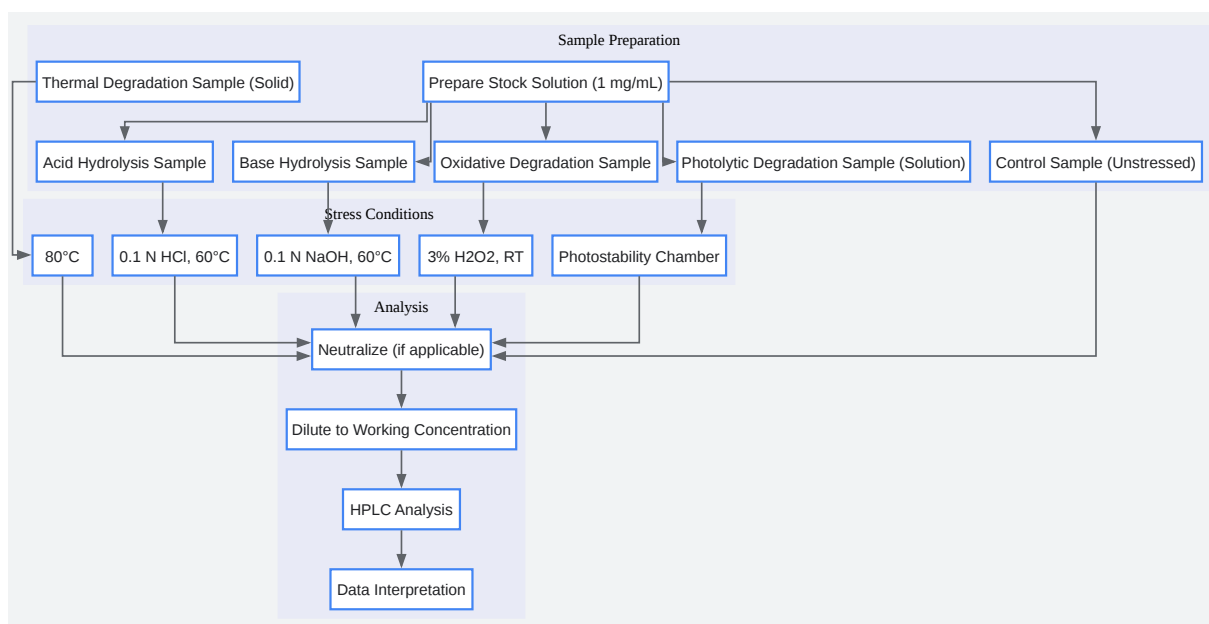 Sample Preparation
Thermal Degradation Sample (Solid)
Prepare Stock Solution (1 mg/mL)
Acid Hydrolysis Sample
Base Hydrolysis Sample
Oxidative Degradation Sample
Photolytic Degradation Sample (Solution)
Control Sample (Unstressed)
Stress Conditions
80°C
0.1 N HCl, 60°C
0.1 N NaOH, 60°C
3% H2O2, RT
Photostability Chamber
Analysis
Neutralize (if applicable)
Dilute to Working Concentration
HPLC Analysis
Data Interpretation